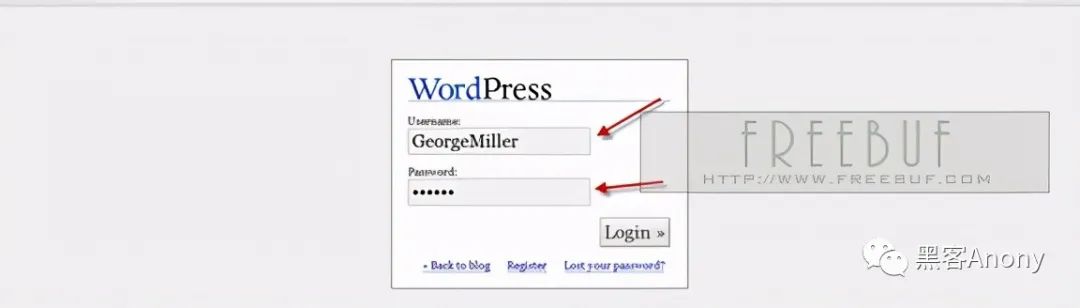 WordPress
Username:
GeorgeMiller
Password:
••••••
Login »
« Back to blog Register Lost your password?
FREEBUF
HTTP://WWW.FREEBUF.COM
黑客Anony